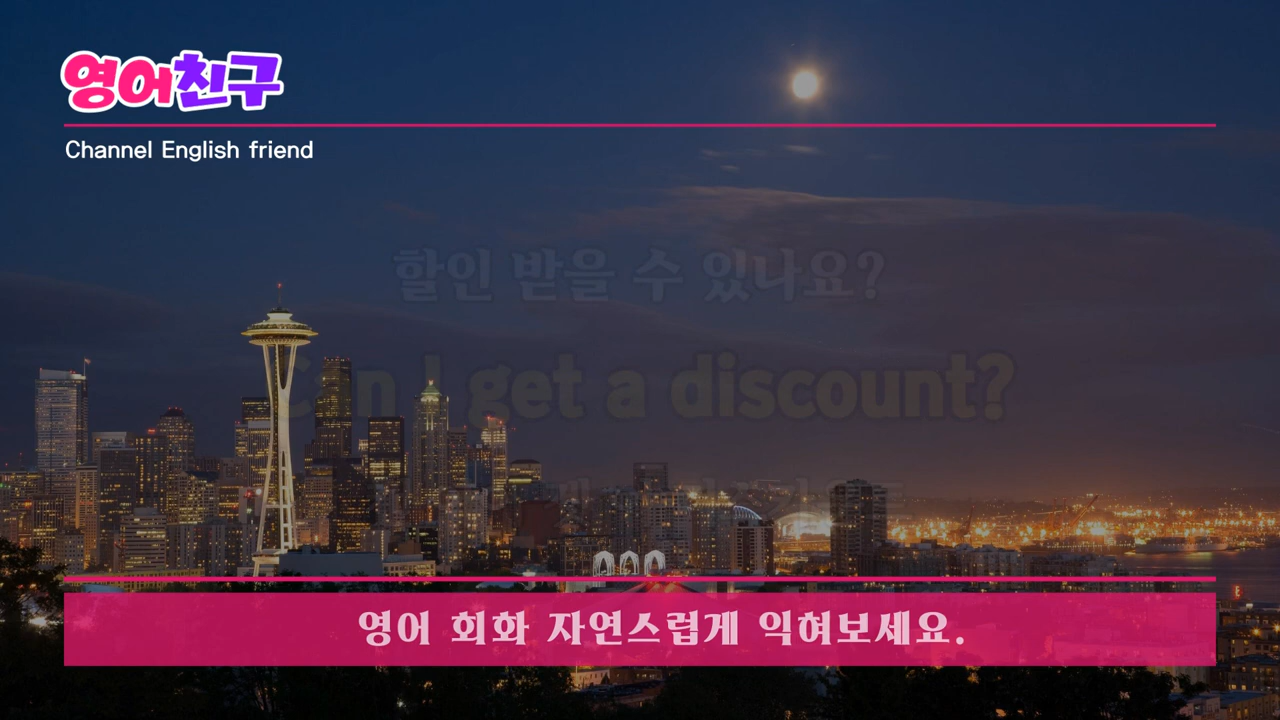 영어친구
Channel English friend
할인 받을 수 있나요?
Can I get a discount?
영어 회화 자연스럽게 익혀보세요.